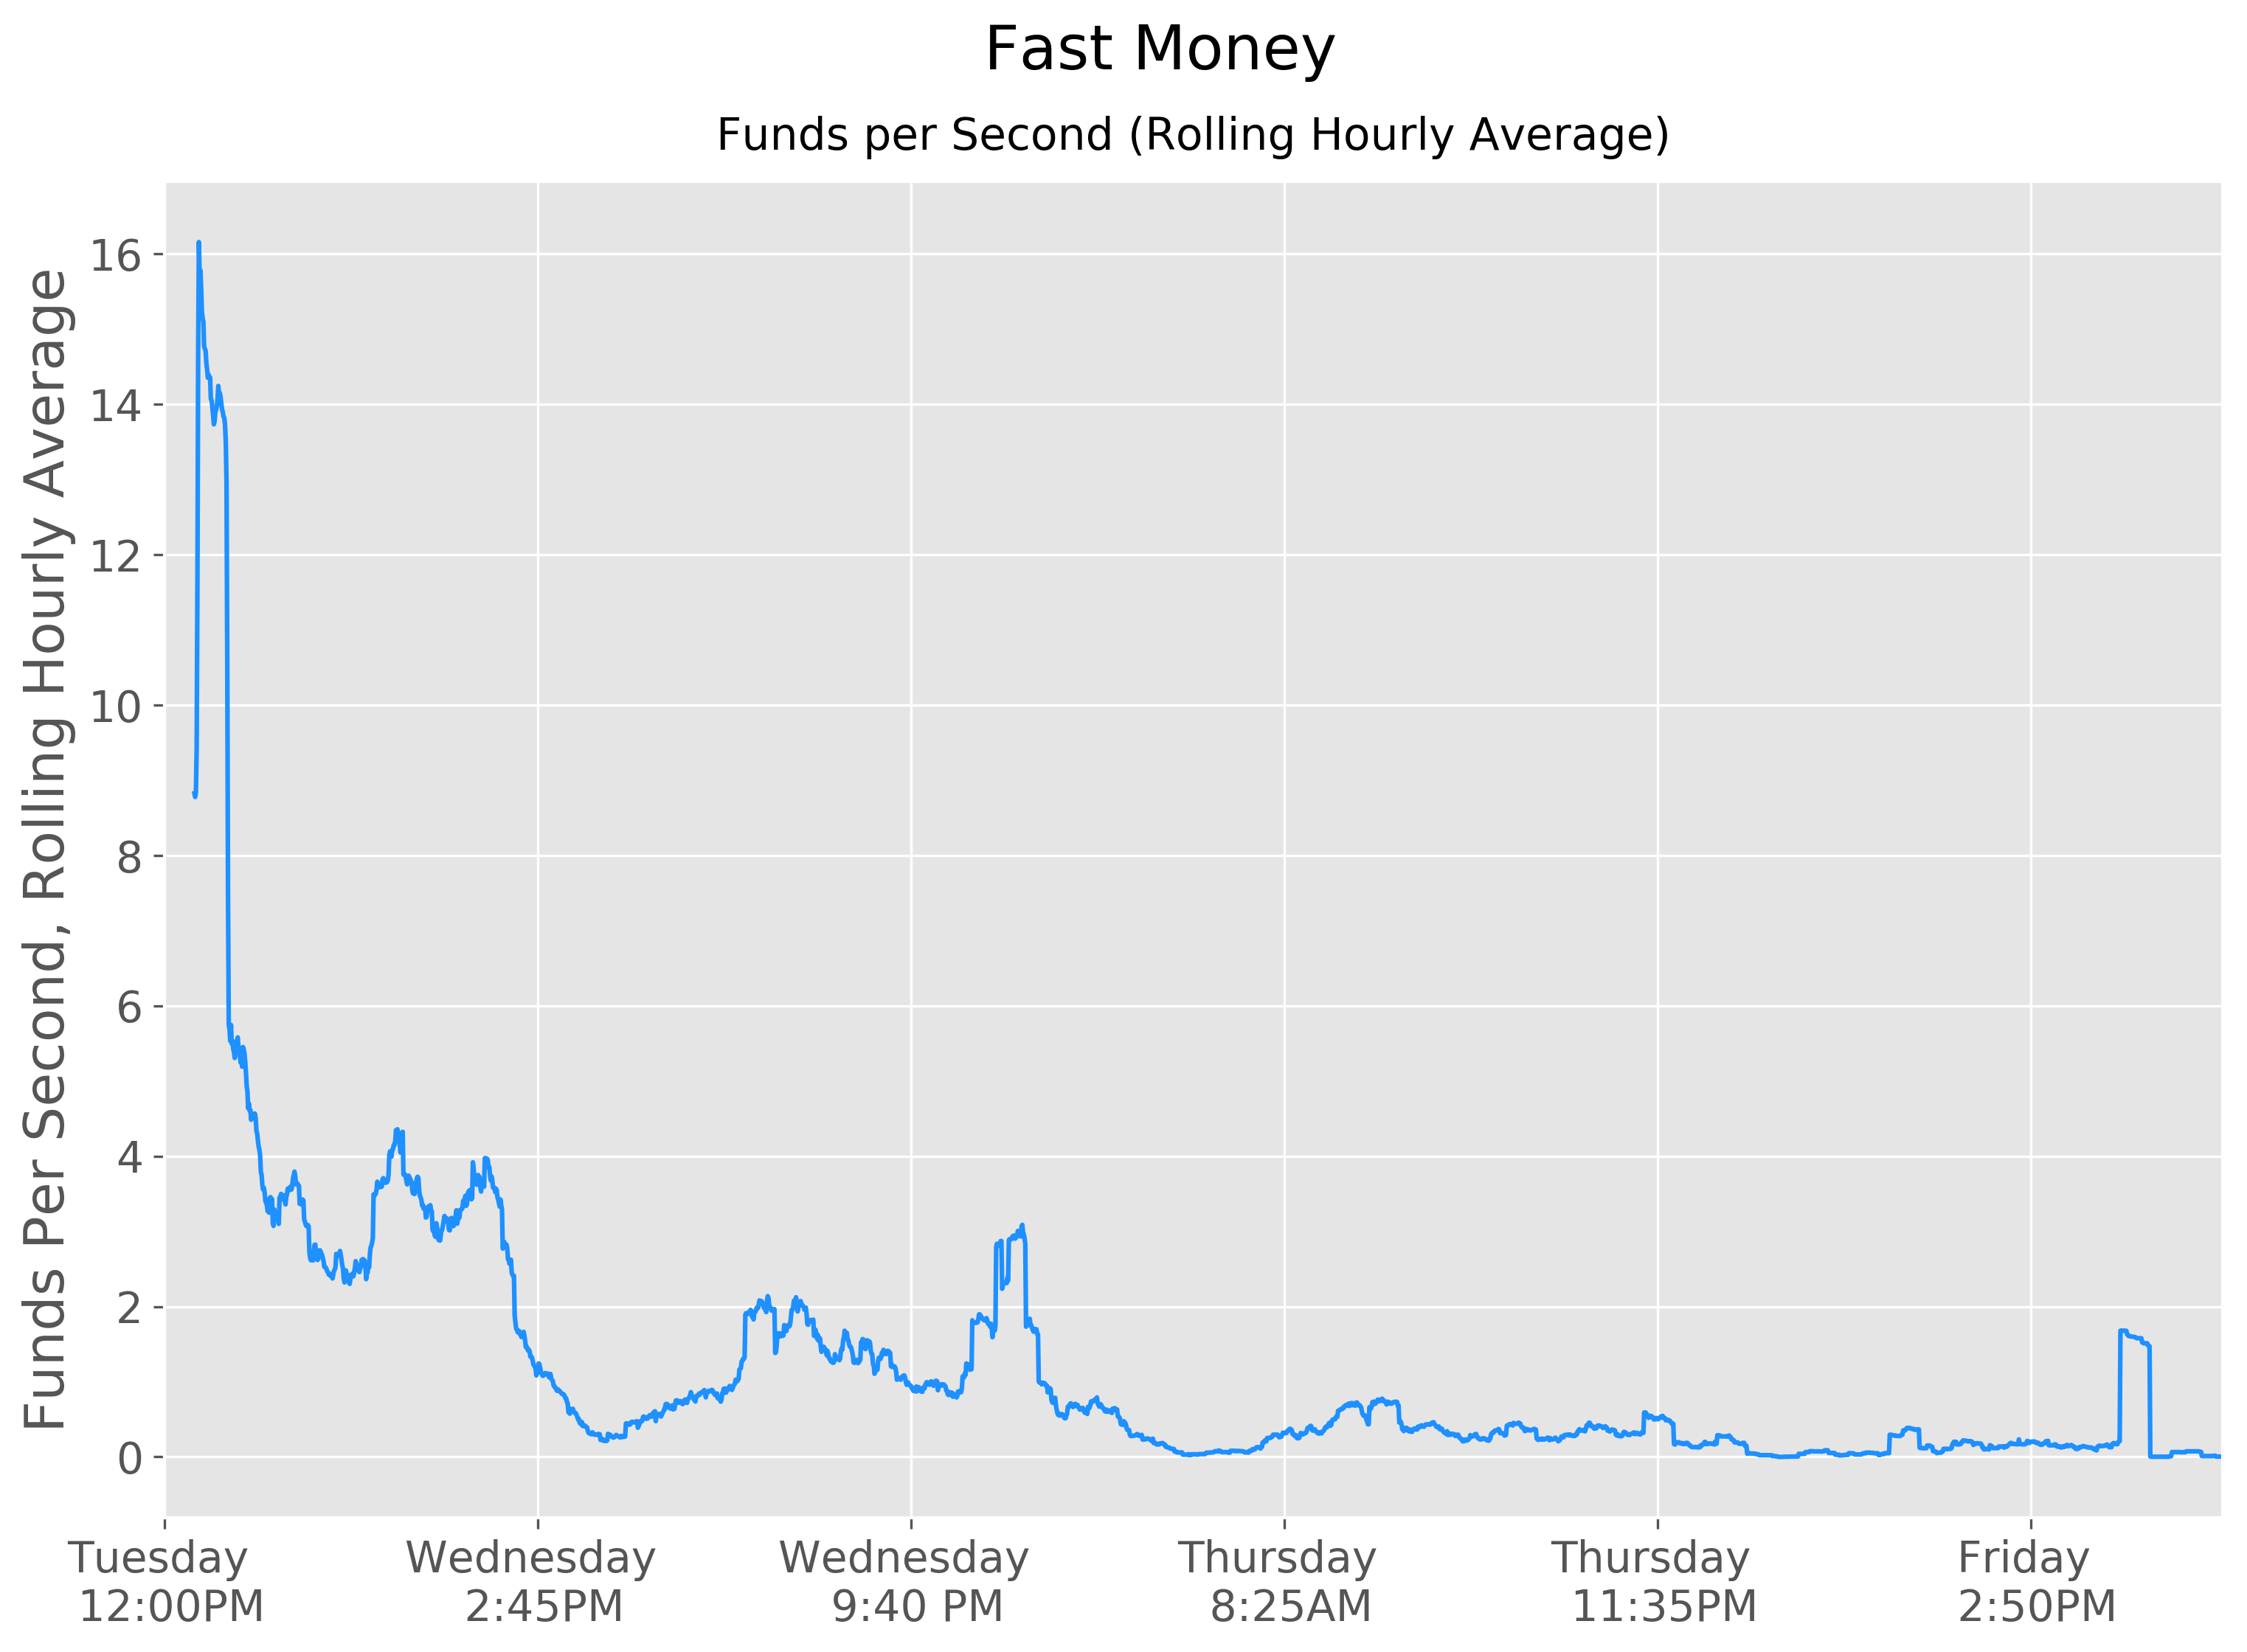 Fast Money
Funds per Second (Rolling Hourly Average)
Funds Per Second, Rolling Hourly Average
16
14
12
10
8
6
4
2
0
Tuesday
12:00PM
Wednesday
2:45PM
Wednesday
9:40 PM
Thursday
8:25AM
Thursday
11:35PM
Friday
2:50PM